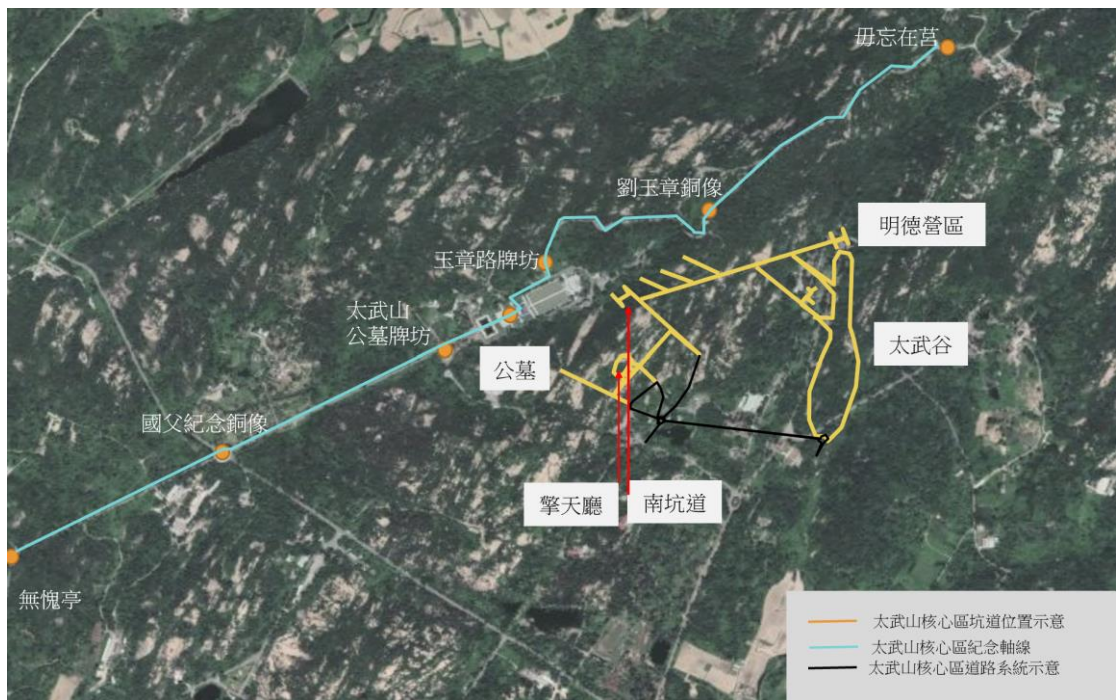 毋忘在莒
劉玉章銅像
明德營區
玉章路牌坊
太武山
公墓牌坊
太武谷
公墓
國父紀念銅像
擎天廳
南坑道
無愧亭
太武山核心區坑道位置示意
太武山核心區紀念軸線
太武山核心區道路系統示意